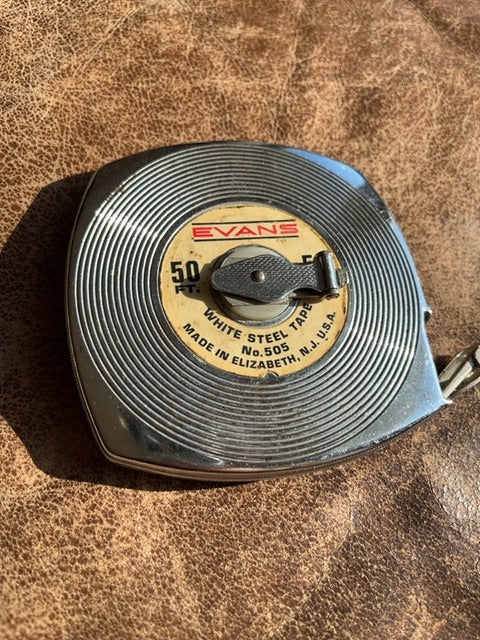 EVANS
50
FT.
WHITE STEEL TAPE
No. 505
MADE IN ELIZABETH, N.J. U.S.A.